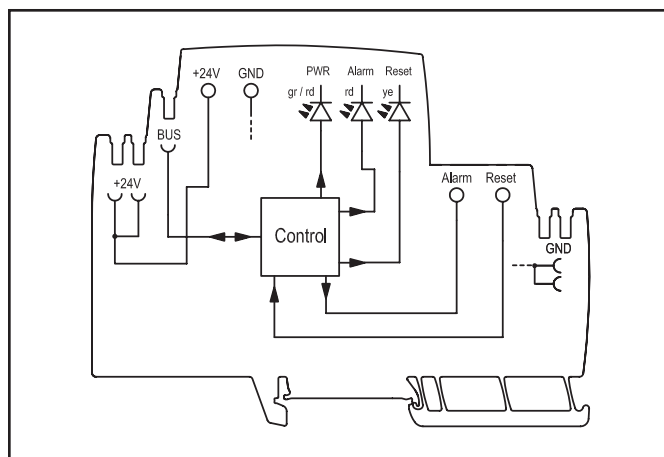 PWR Alarm Reset
+24V GND
gr / rd rd ye
BUS
+24V
Alarm Reset
Control
GND